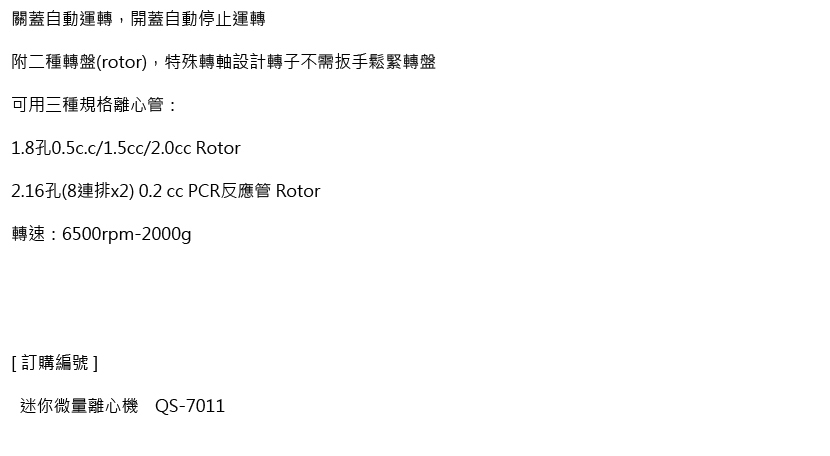 關蓋自動運轉，開蓋自動停止運轉
附二種轉盤(rotor)，特殊轉軸設計轉子不需扳手鬆緊轉盤
可用三種規格離心管：
1.8孔0.5c.c/1.5cc/2.0cc Rotor
2.16孔(8連排x2) 0.2 cc PCR反應管 Rotor
轉速：6500rpm-2000g
[ 訂購編號 ]
迷你微量離心機　QS-7011